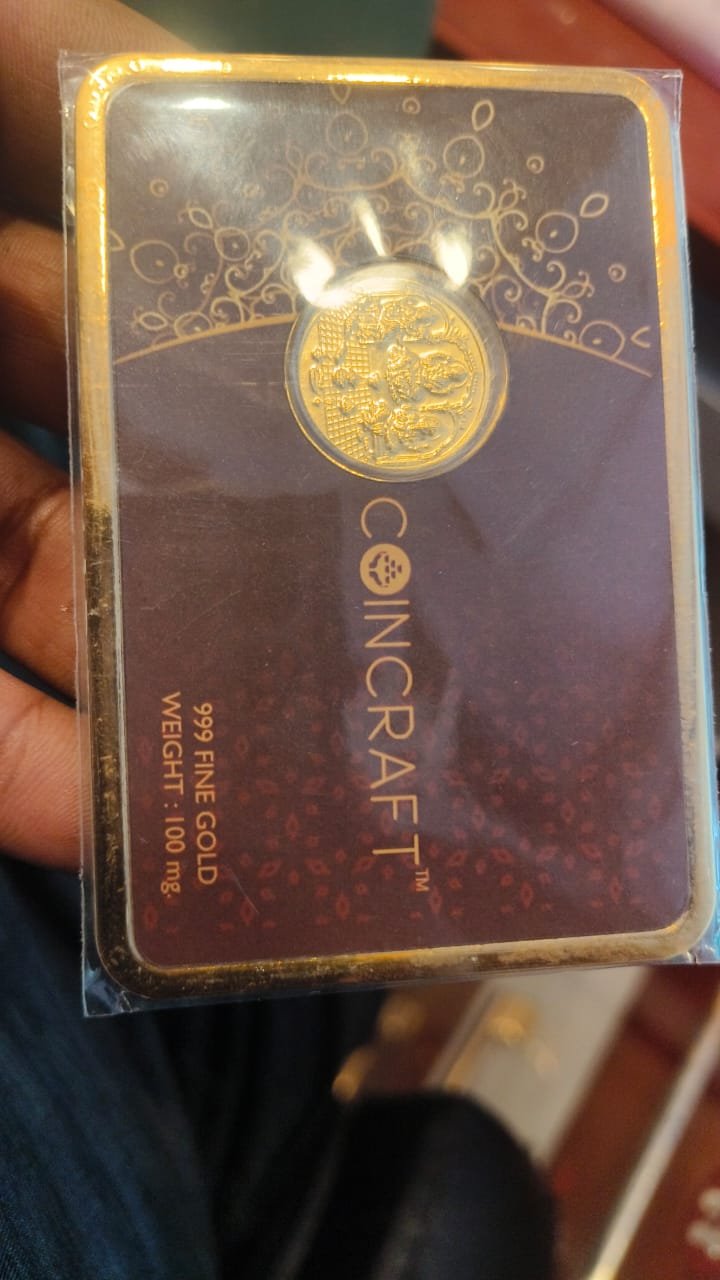 COINCRAFT™
999 FINE GOLD
WEIGHT : 100 mg.